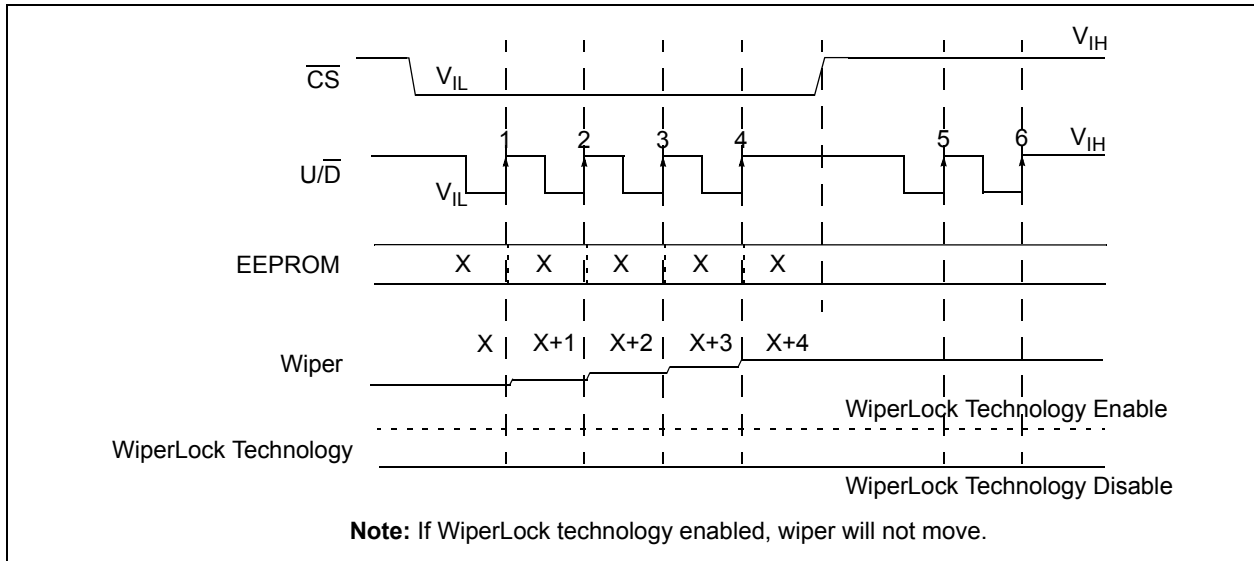 V_IH
C̅S̅
V_IL
1 2 3 4 5 6
V_IH
U/D̅
V_IL
EEPROM X X X X X
X X+1 X+2 X+3 X+4
Wiper
WiperLock Technology Enable
WiperLock Technology
WiperLock Technology Disable
Note: If WiperLock technology enabled, wiper will not move.